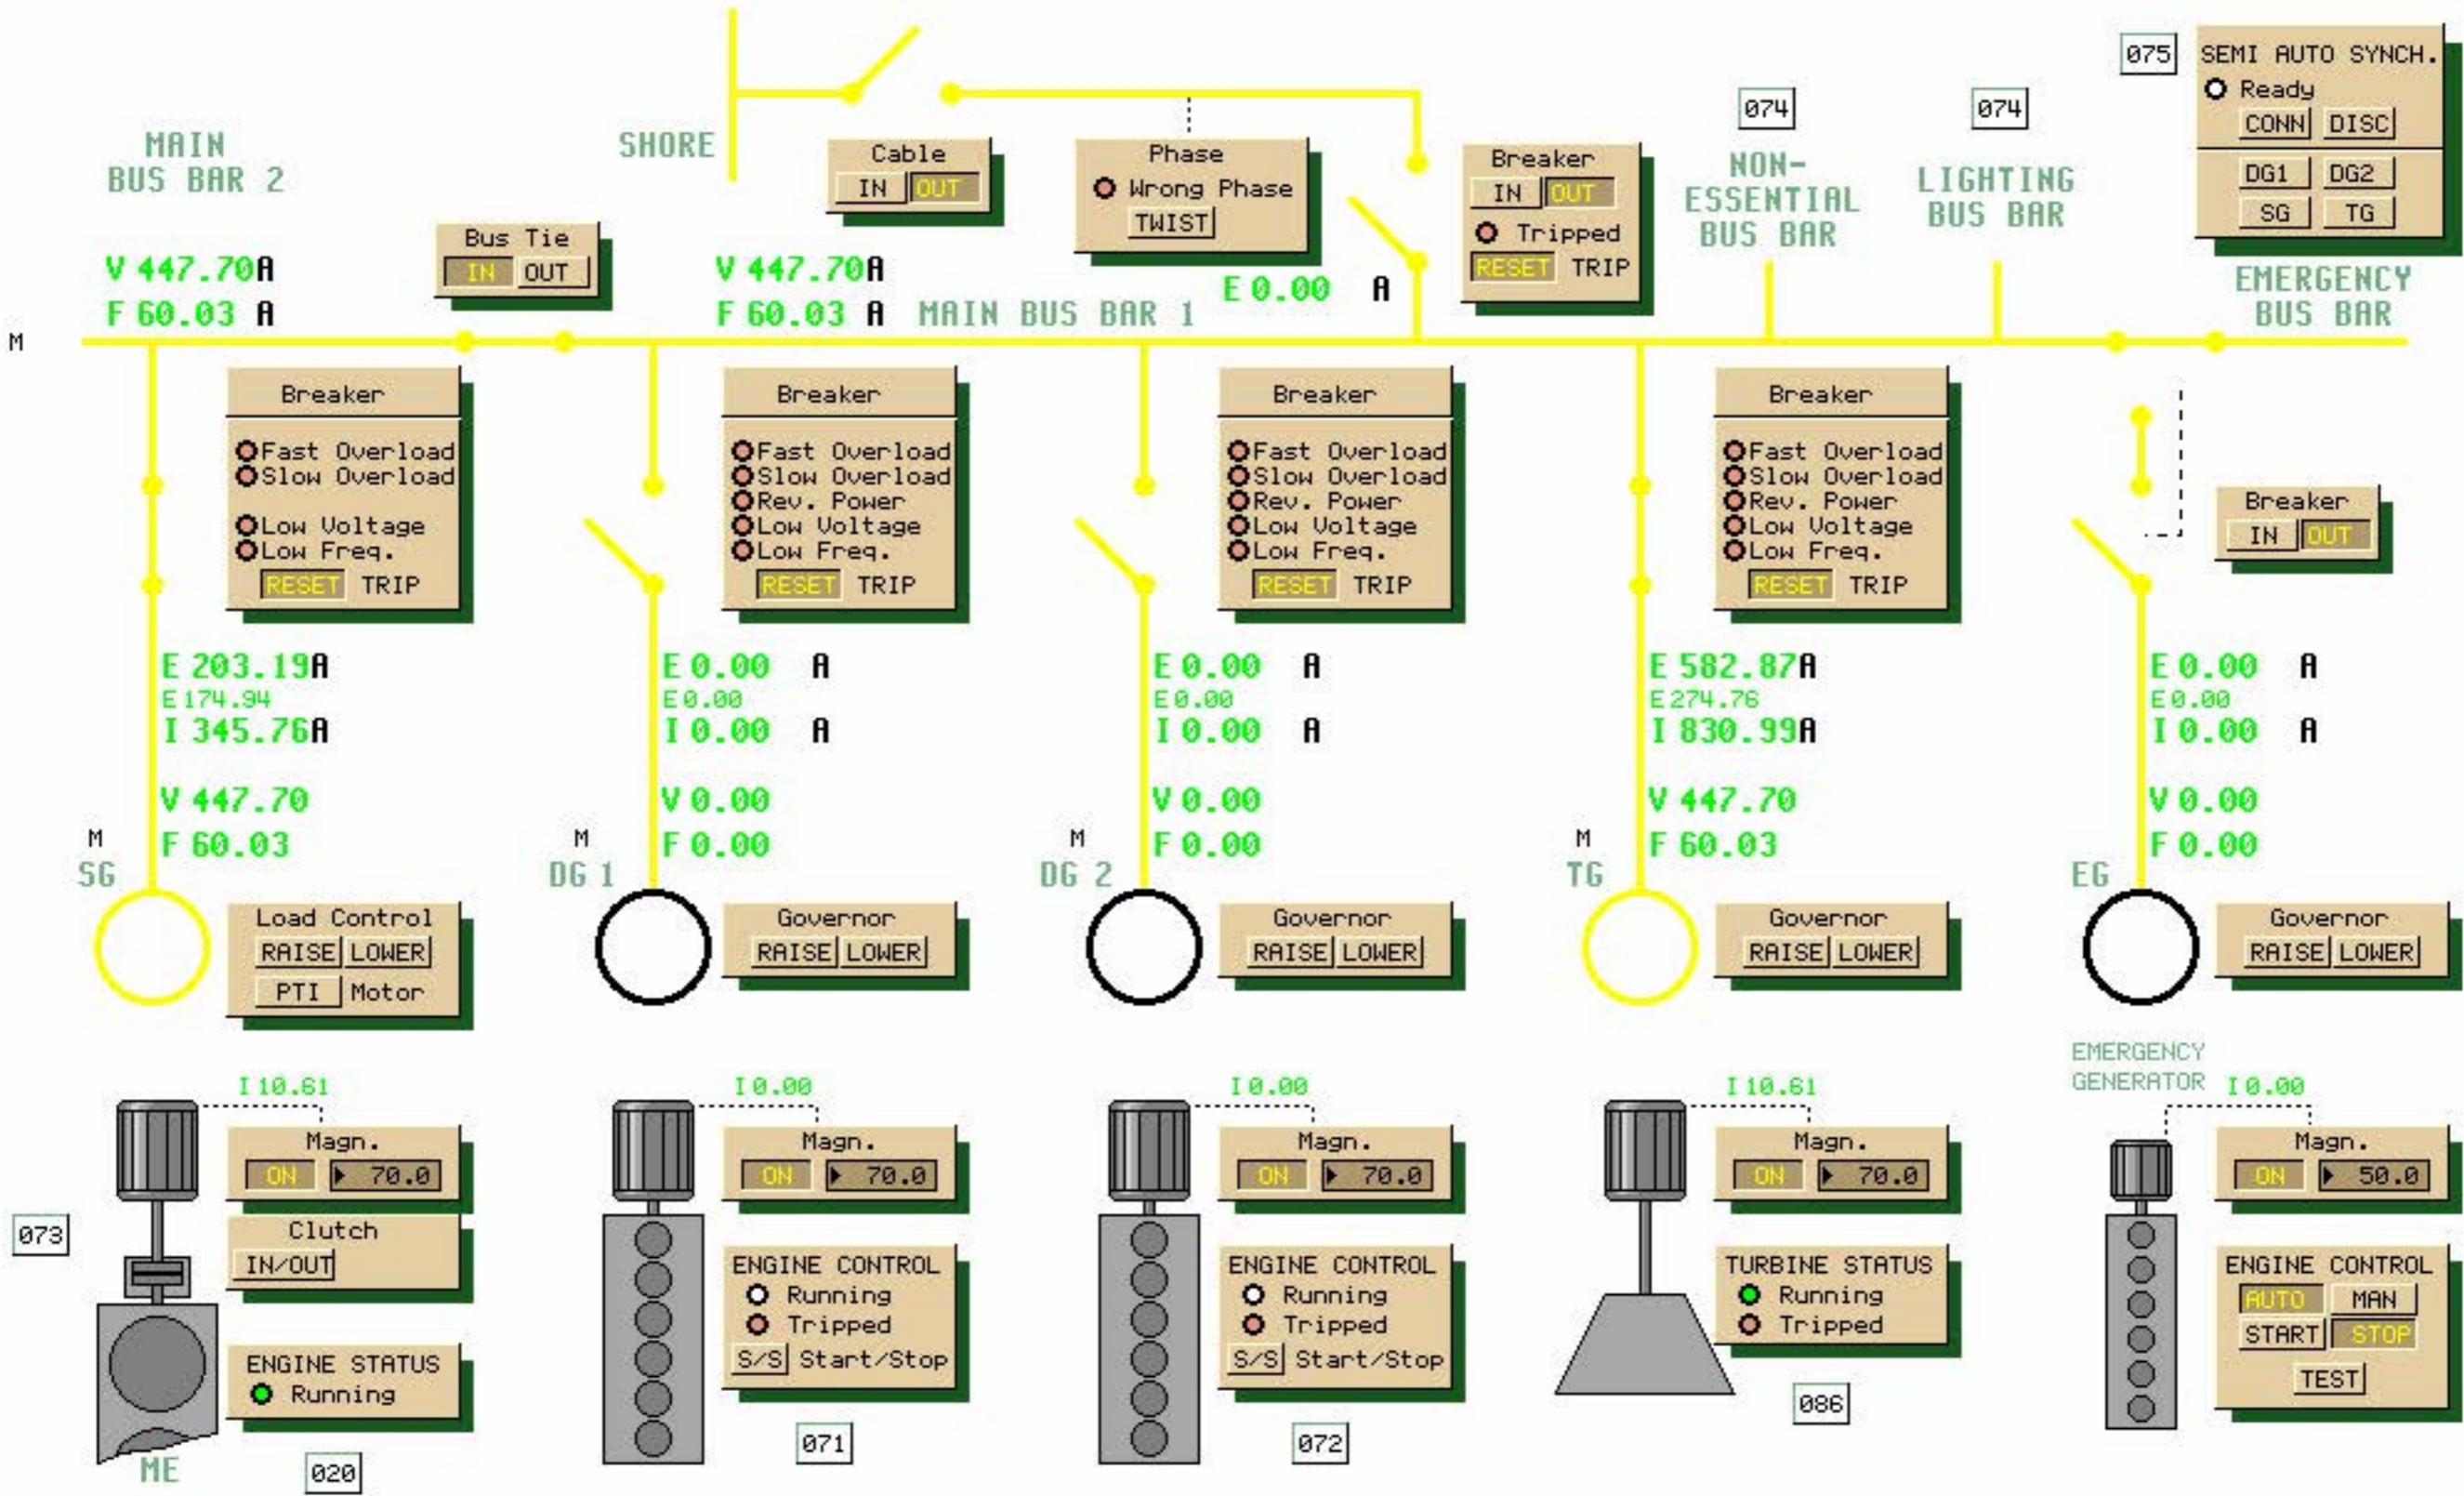 075
SEMI AUTO SYNCH.
Ready
CONN DISC
DG1 DG2
SG TG
MAIN
BUS BAR 2
SHORE
Cable
IN OUT
Phase
Wrong Phase
TWIST
Breaker
IN OUT
Tripped
RESET TRIP
074
NON-
ESSENTIAL
BUS BAR
074
LIGHTING
BUS BAR
EMERGENCY
BUS BAR
V 447.70A
F 60.03 A
Bus Tie
IN OUT
V 447.70A
F 60.03 A
MAIN BUS BAR 1
E 0.00 A
M
Breaker
Fast Overload
Slow Overload
Low Voltage
Low Freq.
RESET TRIP
Breaker
Fast Overload
Slow Overload
Rev. Power
Low Voltage
Low Freq.
RESET TRIP
Breaker
Fast Overload
Slow Overload
Rev. Power
Low Voltage
Low Freq.
RESET TRIP
Breaker
Fast Overload
Slow Overload
Rev. Power
Low Voltage
Low Freq.
RESET TRIP
Breaker
IN OUT
E 203.19A
E 174.94
I 345.76A
V 447.70
F 60.03
M
SG
E 0.00 A
E 0.00
I 0.00 A
V 0.00
F 0.00
M
DG 1
E 0.00 A
E 0.00
I 0.00 A
V 0.00
F 0.00
M
DG 2
E 582.87A
E 274.76
I 830.99A
V 447.70
F 60.03
M
TG
E 0.00 A
E 0.00
I 0.00 A
V 0.00
F 0.00
EG
Load Control
RAISE LOWER
PTI Motor
Governor
RAISE LOWER
Governor
RAISE LOWER
Governor
RAISE LOWER
Governor
RAISE LOWER
I 10.61
Magn.
ON 70.0
073
Clutch
IN/OUT
ENGINE STATUS
Running
ME
020
I 0.00
Magn.
ON 70.0
ENGINE CONTROL
Running
Tripped
S/S Start/Stop
071
I 0.00
Magn.
ON 70.0
ENGINE CONTROL
Running
Tripped
S/S Start/Stop
072
I 10.61
Magn.
ON 70.0
TURBINE STATUS
Running
Tripped
086
EMERGENCY
GENERATOR
I 0.00
Magn.
ON 50.0
ENGINE CONTROL
AUTO MAN
START STOP
TEST